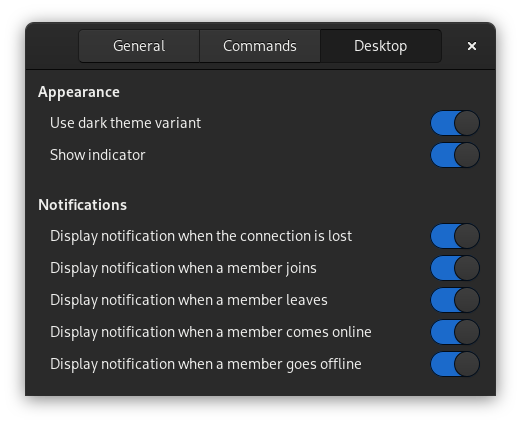 General Commands Desktop
Appearance
Use dark theme variant
Show indicator
Notifications
Display notification when the connection is lost
Display notification when a member joins
Display notification when a member leaves
Display notification when a member comes online
Display notification when a member goes offline